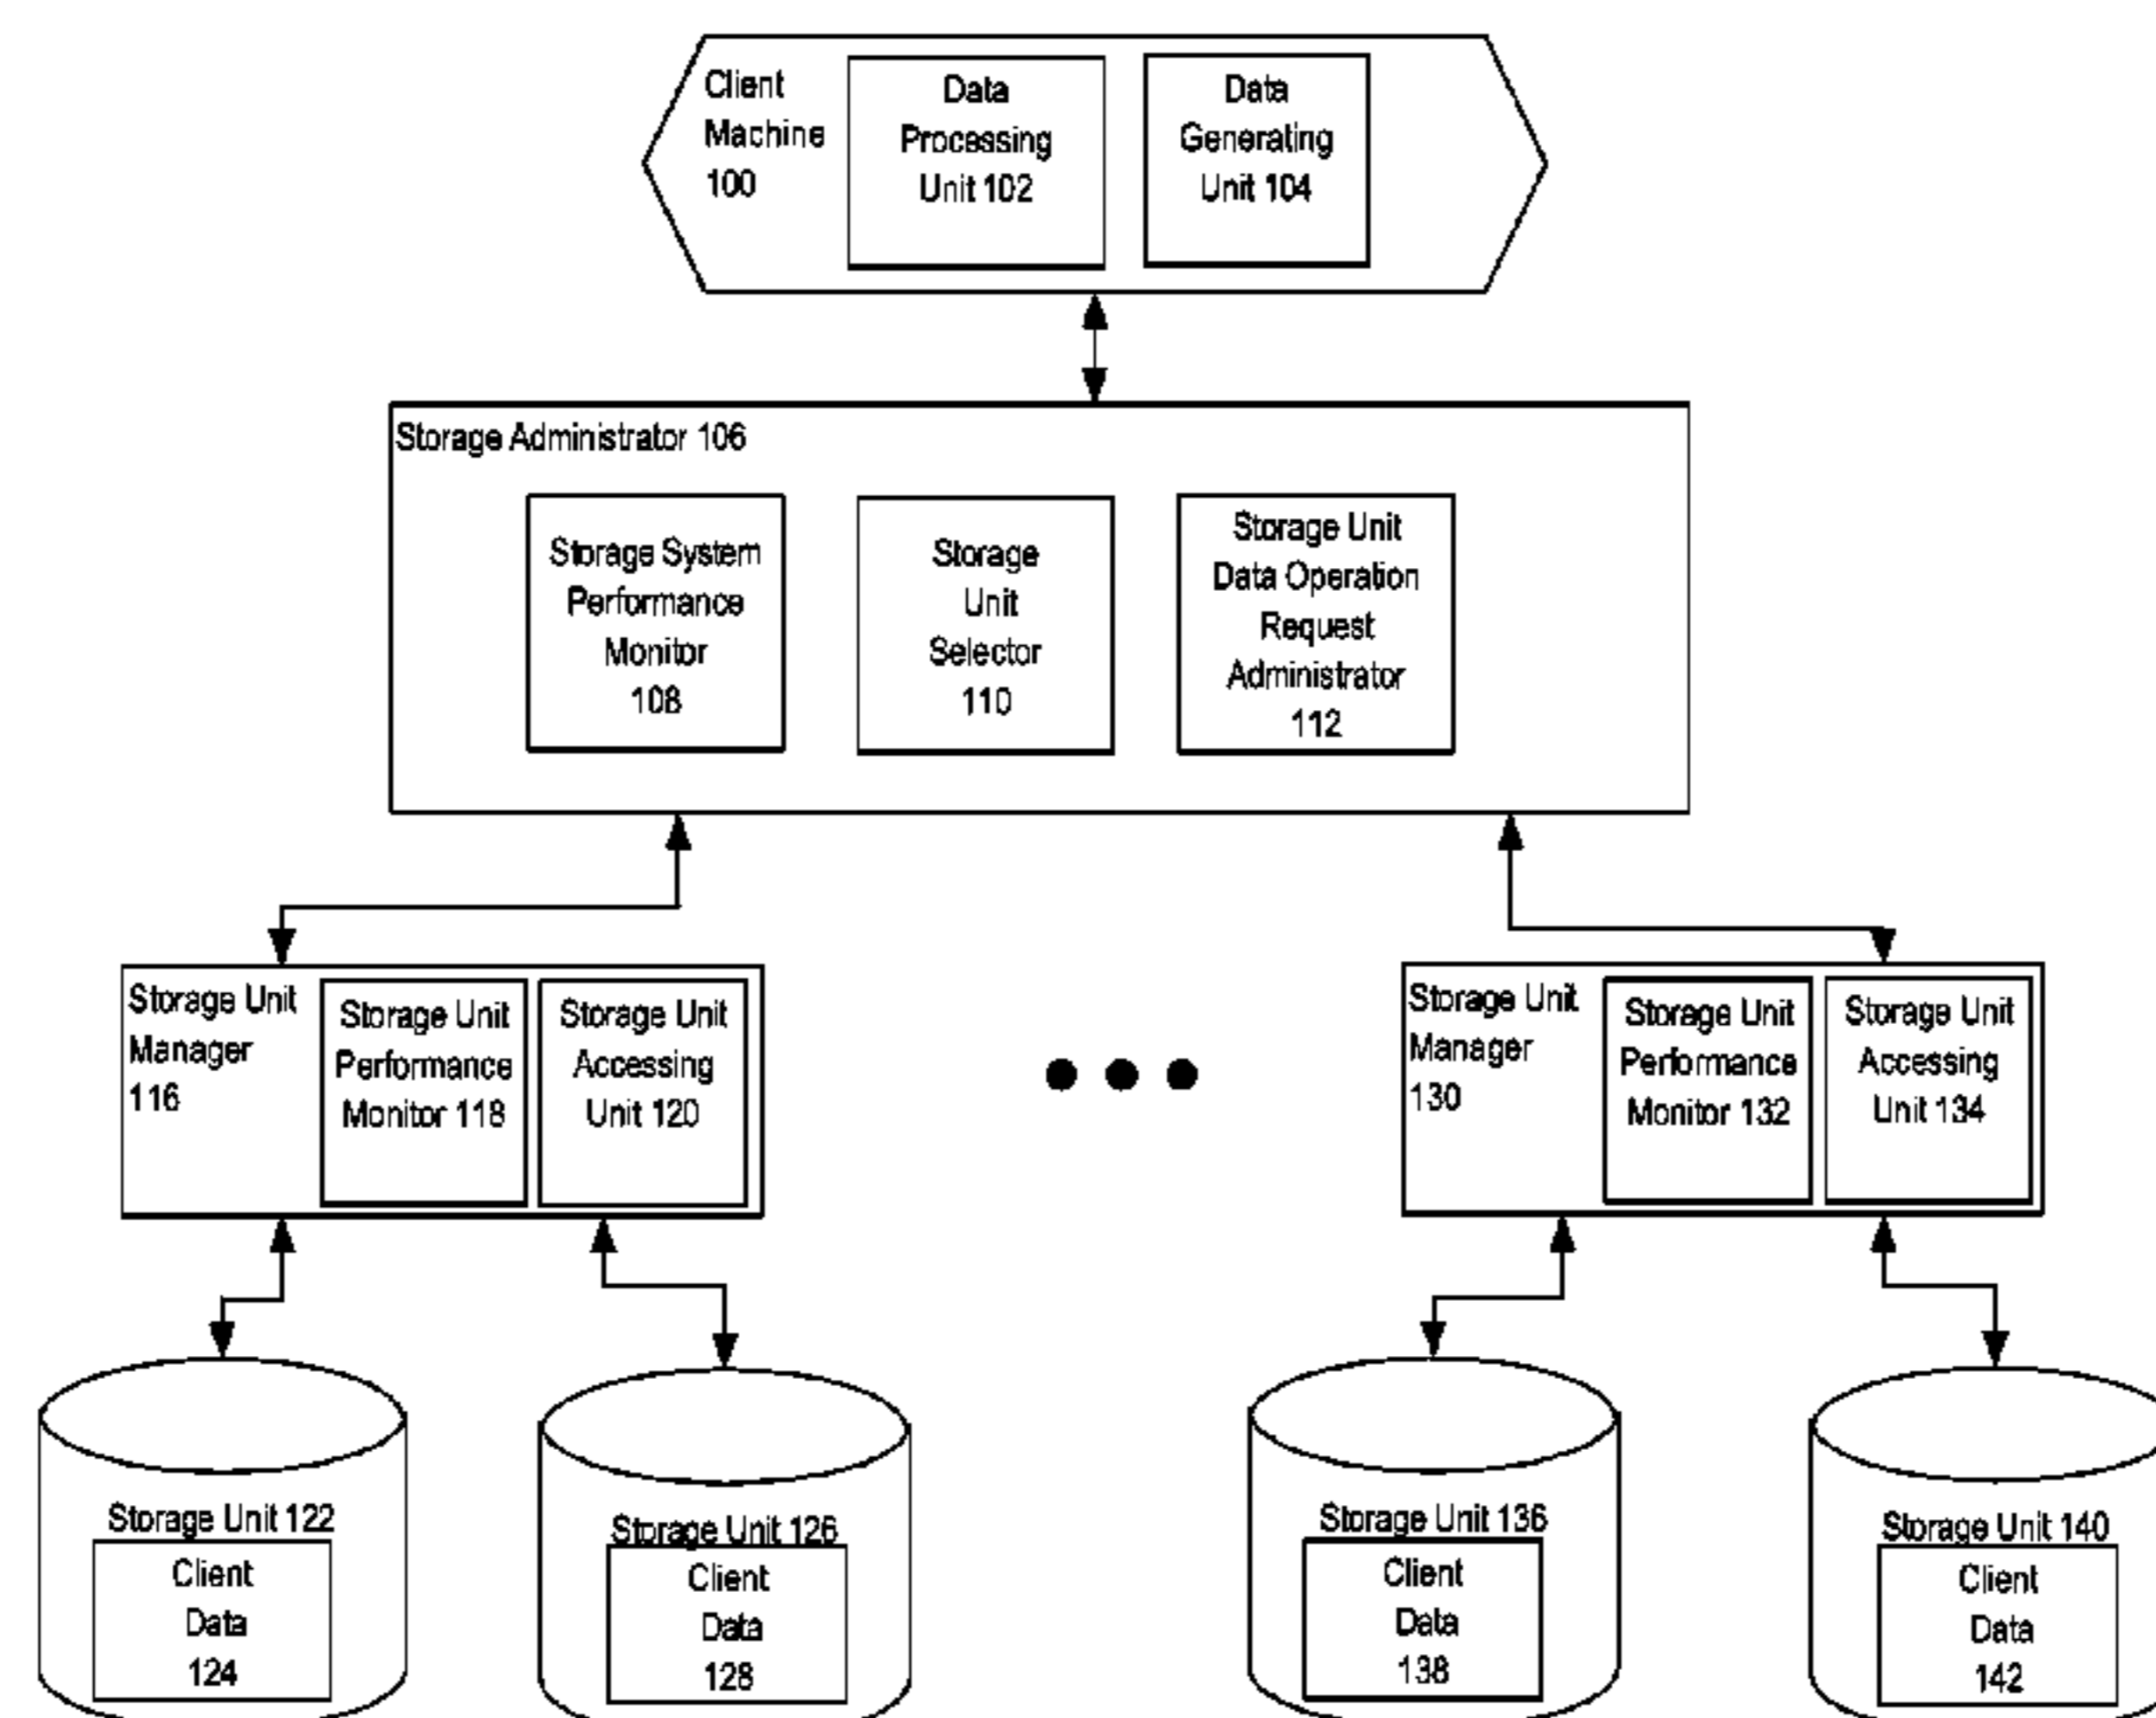 Client
Machine
100
Data
Processing
Unit 102
Data
Generating
Unit 104
Storage Administrator 106
Storage System
Performance
Monitor
108
Storage
Unit
Selector
110
Storage Unit
Data Operation
Request
Administrator
112
Storage Unit
Manager
116
Storage Unit
Performance
Monitor 118
Storage Unit
Accessing
Unit 120
Storage Unit
Manager
130
Storage Unit
Performance
Monitor 132
Storage Unit
Accessing
Unit 134
Storage Unit 122
Client
Data
124
Storage Unit 126
Client
Data
128
Storage Unit 136
Client
Data
138
Storage Unit 140
Client
Data
142